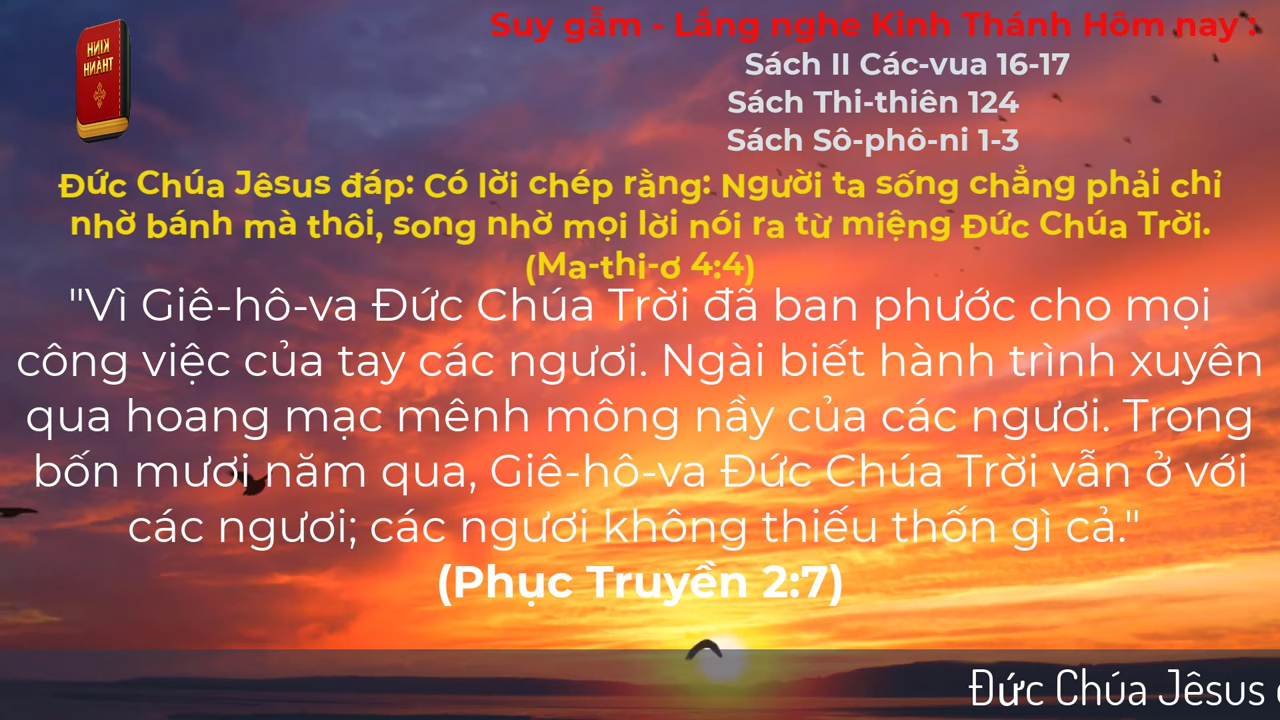 Suy gẫm - Lắng nghe Kinh Thánh Hôm nay :
KINH
THÁNH
Sách II Các-vua 16-17
Sách Thi-thiên 124
Sách Sô-phô-ni 1-3
Đức Chúa Jêsus đáp: Có lời chép rằng: Người ta sống chẳng phải chỉ
nhờ bánh mà thôi, song nhờ mọi lời nói ra từ miệng Đức Chúa Trời.
(Ma-thi-ơ 4:4)
"Vì Giê-hô-va Đức Chúa Trời đã ban phước cho mọi
công việc của tay các ngươi. Ngài biết hành trình xuyên
qua hoang mạc mênh mông nầy của các ngươi. Trong
bốn mươi năm qua, Giê-hô-va Đức Chúa Trời vẫn ở với
các ngươi; các ngươi không thiếu thốn gì cả."
(Phục Truyền 2:7)
Đức Chúa Jêsus